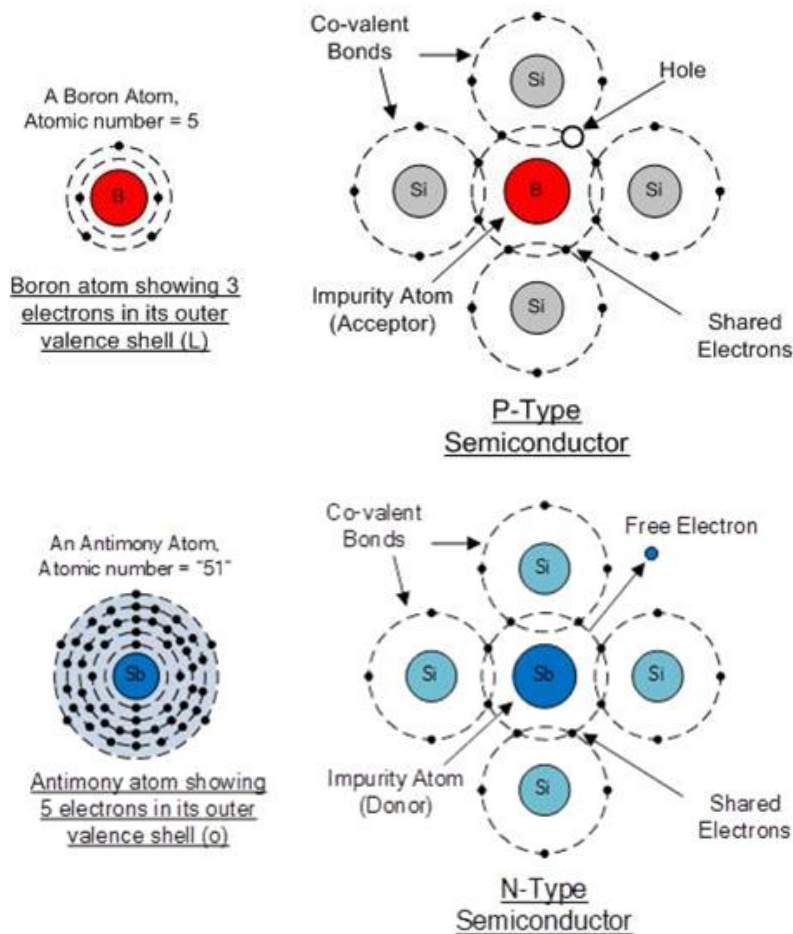 A Boron Atom,
Atomic number = 5
B
Boron atom showing 3
electrons in its outer
valence shell (L)
Co-valent
Bonds
Hole
Si
Si
B
Si
Si
Impurity Atom
(Acceptor)
Shared
Electrons
P-Type
Semiconductor
An Antimony Atom,
Atomic number = "51"
Sb
Antimony atom showing
5 electrons in its outer
valence shell (o)
Co-valent
Bonds
Free Electron
Si
Si
Sb
Si
Si
Impurity Atom
(Donor)
Shared
Electrons
N-Type
Semiconductor